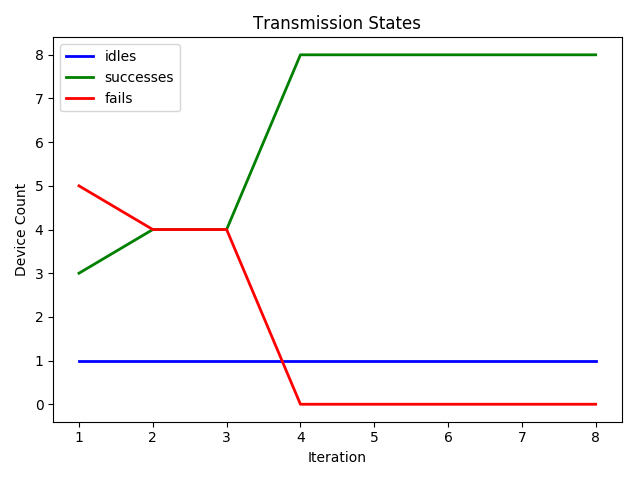 Transmission States
idles
successes
fails
Device Count
8
7
6
5
4
3
2
1
0
1 2 3 4 5 6 7 8
Iteration